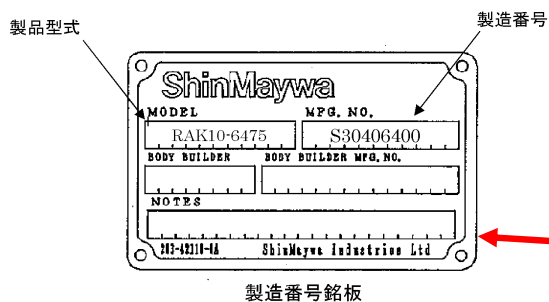 製品型式
製造番号
ShinMaywa
MODEL
MFG. NO.
RAK10-6475
S30406400
BODY BUILDER
BODY BUILDER MFG. NO.
NOTES
ShinMaywa Industries Ltd
製造番号銘板